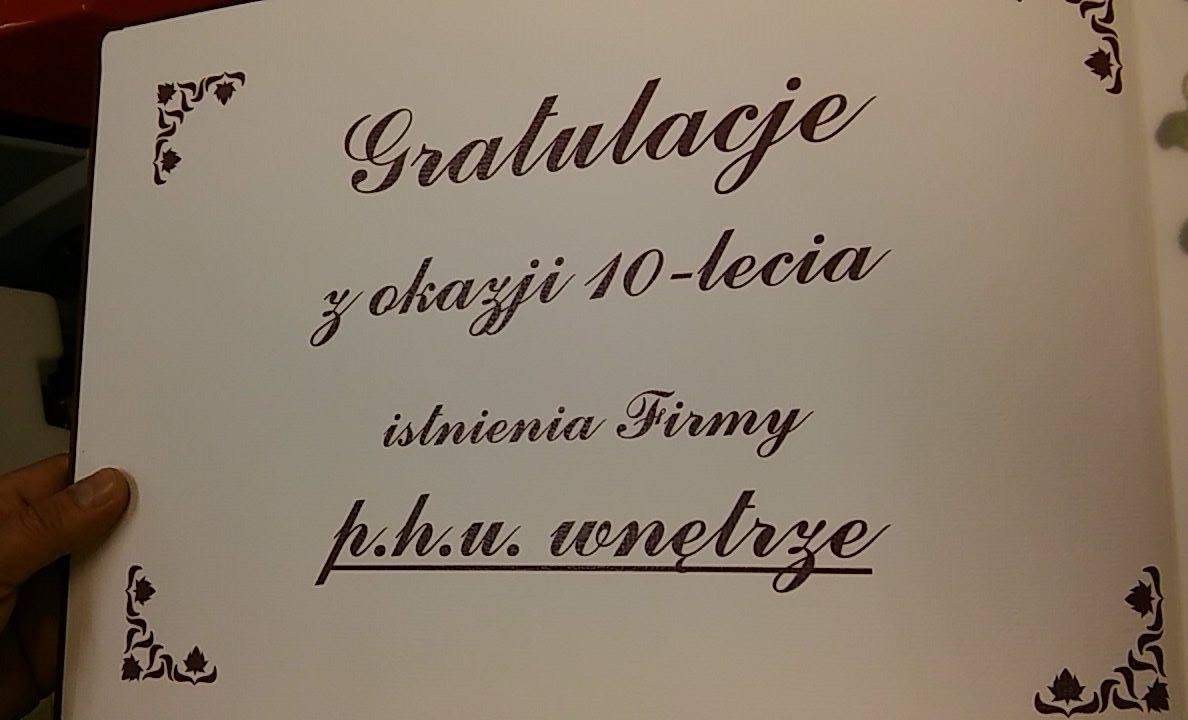 Gratulacje
z okazji 10-lecia
istnienia Firmy
p.h.u. wnętrze